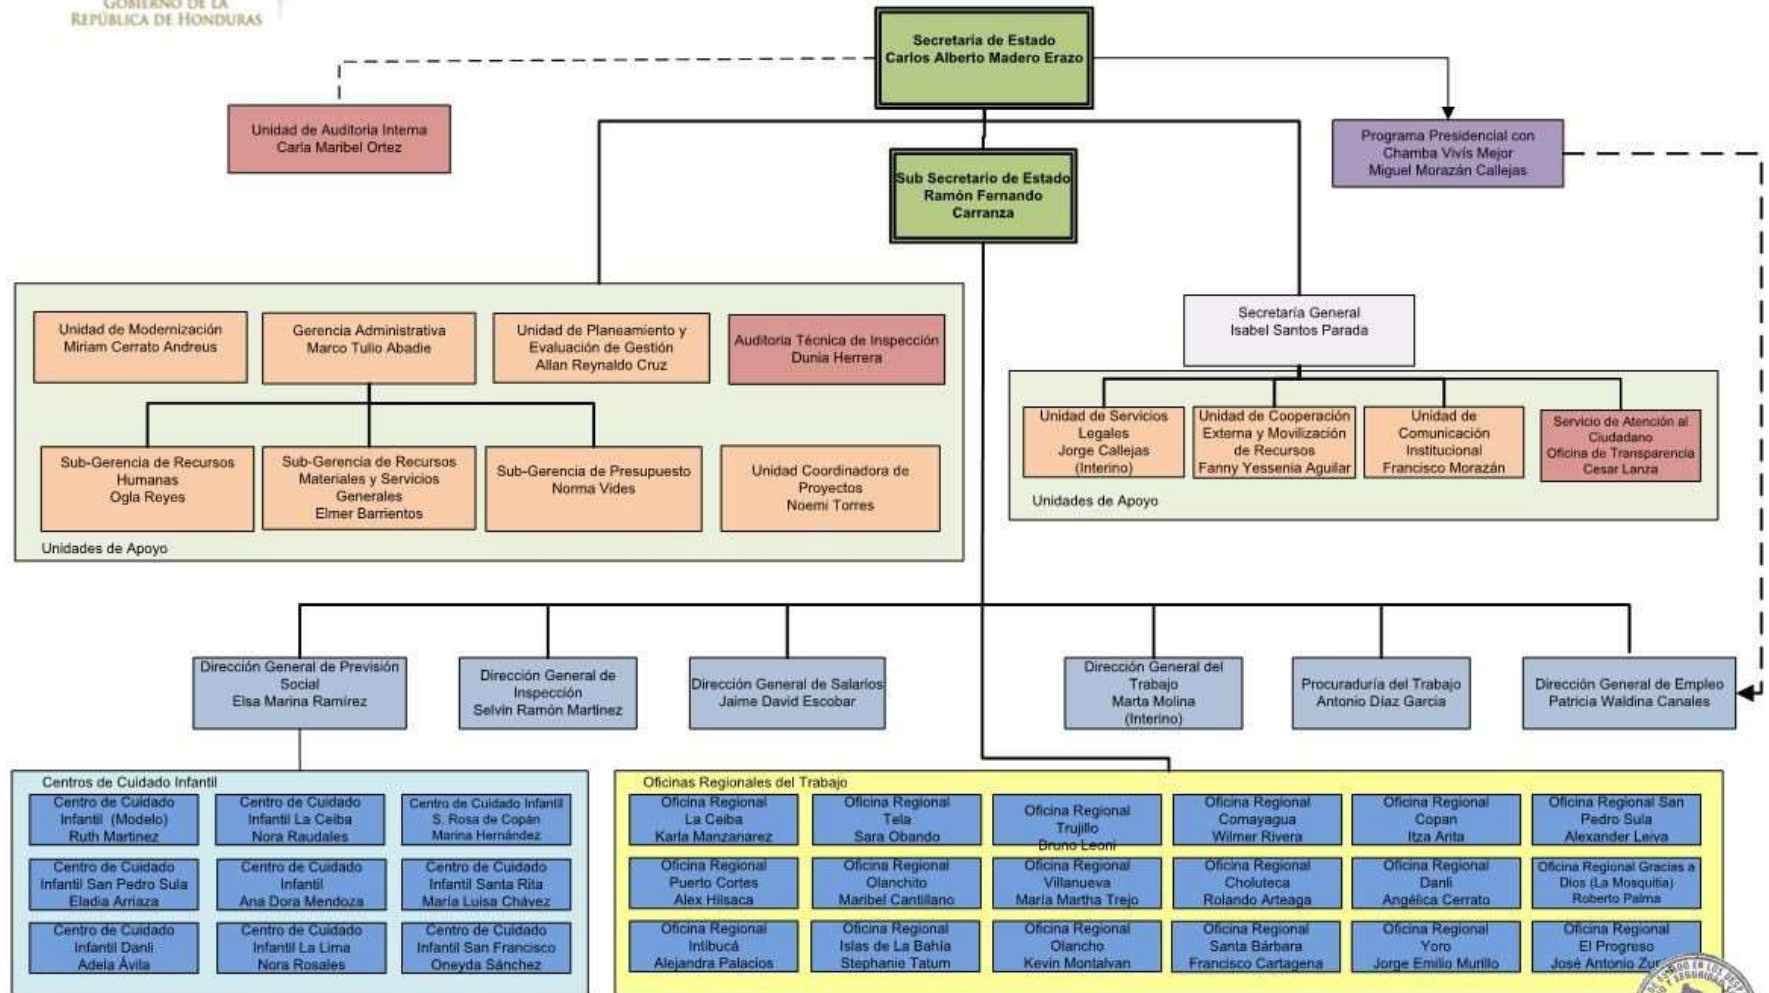 GOBIERNO DE LA
REPÚBLICA DE HONDURAS
Secretaria de Estado
Carlos Alberto Madero Erazo
Unidad de Auditoria Interna
Carla Maribel Ortez
Programa Presidencial con
Chamba Vivís Mejor
Miguel Morazán Callejas
Sub Secretario de Estado
Ramón Fernando
Carranza
Unidad de Modernización
Miriam Cerrato Andreus
Gerencia Administrativa
Marco Tulio Abadie
Unidad de Planeamiento y
Evaluación de Gestión
Allan Reynaldo Cruz
Auditoria Técnica de Inspección
Dunia Herrera
Sub-Gerencia de Recursos
Humanas
Ogla Reyes
Sub-Gerencia de Recursos
Materiales y Servicios
Generales
Elmer Barrientos
Sub-Gerencia de Presupuesto
Norma Vides
Unidad Coordinadora de
Proyectos
Noemi Torres
Unidades de Apoyo
Secretaría General
Isabel Santos Parada
Unidad de Servicios
Legales
Jorge Callejas
(Interino)
Unidad de Cooperación
Externa y Movilización
de Recursos
Fanny Yessenia Aguilar
Unidad de
Comunicación
Institucional
Francisco Morazán
Servicio de Atención al
Ciudadano
Oficina de Transparencia
Cesar Lanza
Unidades de Apoyo
Dirección General de Previsión
Social
Elsa Marina Ramírez
Dirección General de
Inspección
Selvin Ramón Martinez
Dirección General de Salarios
Jaime David Escobar
Dirección General del
Trabajo
Marta Molina
(Interino)
Procuraduría del Trabajo
Antonio Díaz Garcia
Dirección General de Empleo
Patricia Waldina Canales
Centros de Cuidado Infantil
Centro de Cuidado
Infantil (Modelo)
Ruth Martinez
Centro de Cuidado
Infantil La Ceiba
Nora Raudales
Centro de Cuidado Infantil
S. Rosa de Copán
Marina Hernández
Centro de Cuidado
Infantil San Pedro Sula
Eladia Arriaza
Centro de Cuidado
Infantil
Ana Dora Mendoza
Centro de Cuidado
Infantil Santa Rita
María Luisa Chávez
Centro de Cuidado
Infantil Danli
Adela Ávila
Centro de Cuidado
Infantil La Lima
Nora Rosales
Centro de Cuidado
Infantil San Francisco
Oneyda Sánchez
Oficinas Regionales del Trabajo
Oficina Regional
La Ceiba
Karla Manzanarez
Oficina Regional
Tela
Sara Obando
Oficina Regional
Trujillo
Bruno Leoni
Oficina Regional
Comayagua
Wilmer Rivera
Oficina Regional
Copan
Itza Arita
Oficina Regional San
Pedro Sula
Alexander Leiva
Oficina Regional
Puerto Cortes
Alex Hilsaca
Oficina Regional
Olanchito
Maribel Cantillano
Oficina Regional
Villanueva
María Martha Trejo
Oficina Regional
Choluteca
Rolando Arteaga
Oficina Regional
Danli
Angélica Cerrato
Oficina Regional Gracias a
Dios (La Mosquitia)
Roberto Palma
Oficina Regional
Intibucá
Alejandra Palacios
Oficina Regional
Islas de La Bahía
Stephanie Tatum
Oficina Regional
Olancho
Kevin Montalvan
Oficina Regional
Santa Bárbara
Francisco Cartagena
Oficina Regional
Yoro
Jorge Emilio Murillo
Oficina Regional
El Progreso
José Antonio